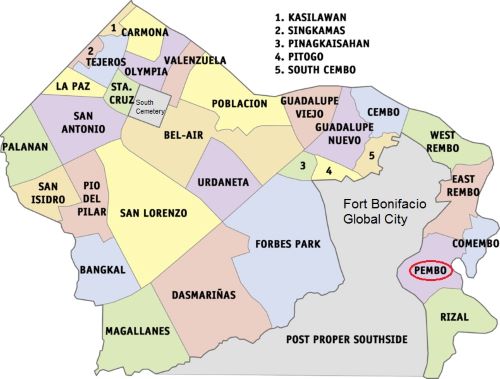 1. KASILAWAN
2. SINGKAMAS
3. PINAGKAISAHAN
4. PITOGO
5. SOUTH CEMBO
1
CARMONA
2
TEJEROS
OLYMPIA
VALENZUELA
LA PAZ
STA.
CRUZ
South
Cemetery
POBLACION
GUADALUPE
VIEJO
CEMBO
SAN
ANTONIO
BEL-AIR
GUADALUPE
NUEVO
WEST
REMBO
PALANAN
3
4
5
EAST
REMBO
SAN
ISIDRO
PIO
DEL
PILAR
URDANETA
SAN LORENZO
Fort Bonifacio
Global City
FORBES PARK
COMEMBO
BANGKAL
PEMBO
DASMARIÑAS
MAGALLANES
POST PROPER SOUTHSIDE
RIZAL